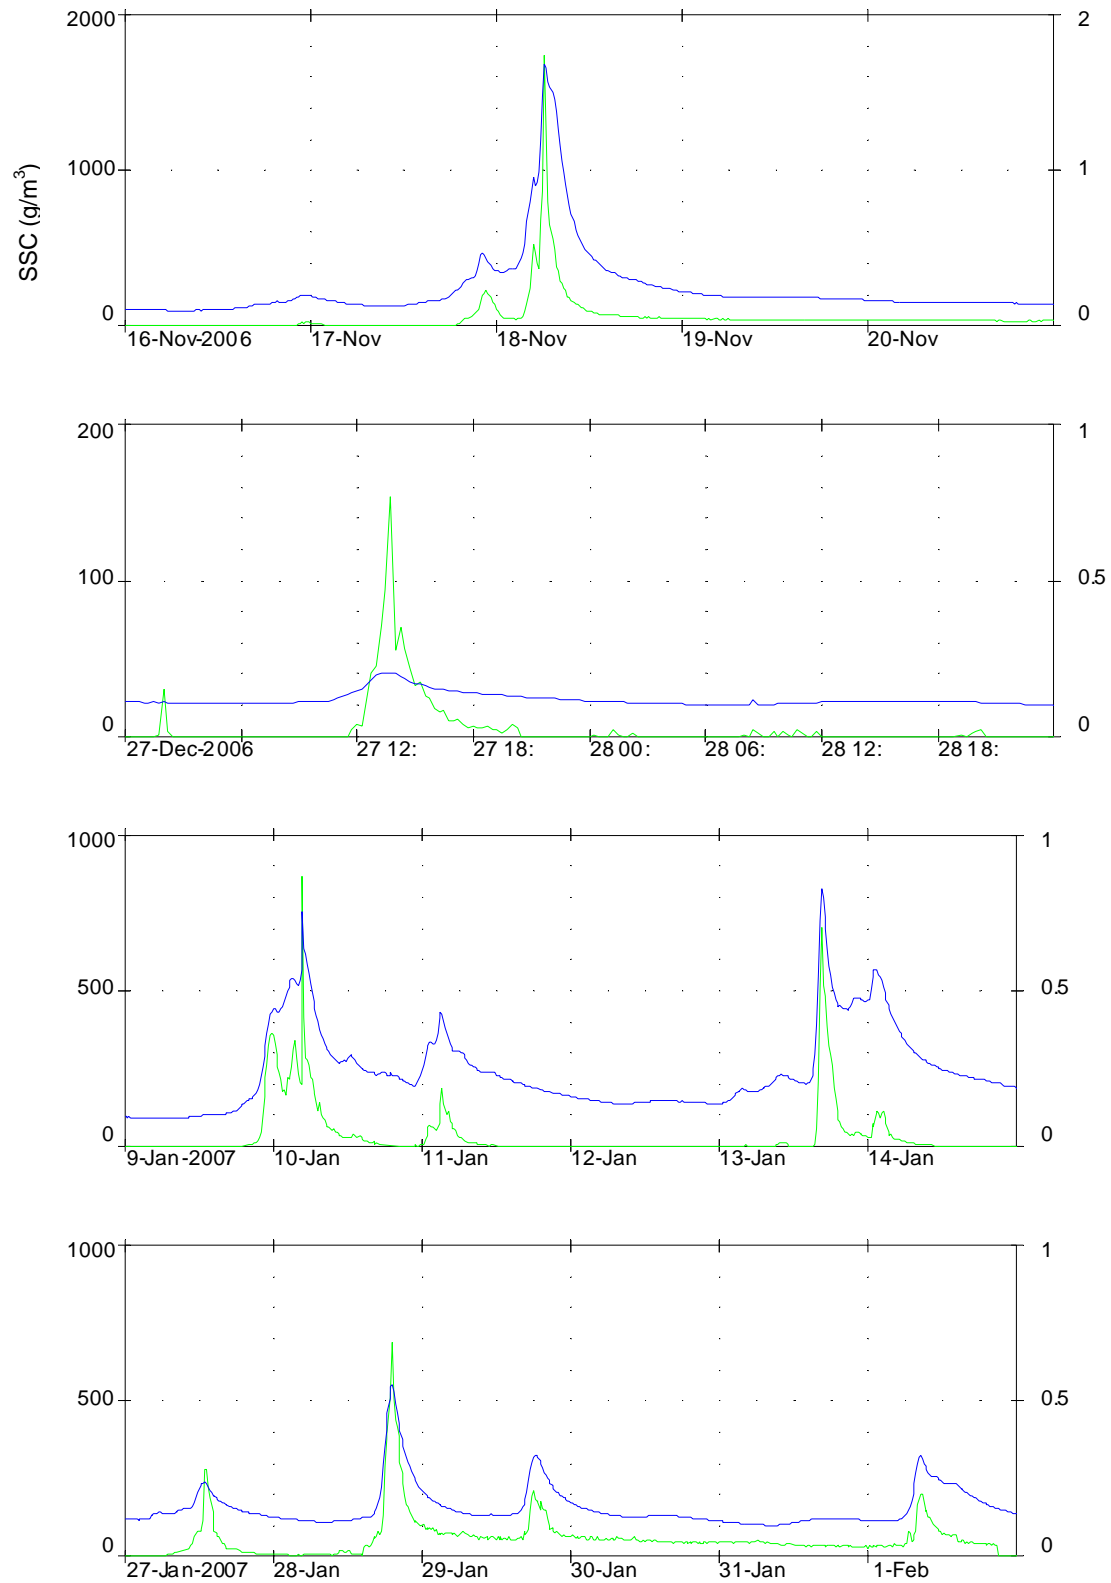 2000 2
1000 1
SSC (g/m³)
0 0
16-Nov-2006 17-Nov 18-Nov 19-Nov 20-Nov
200 1
100 0.5
0 0
27-Dec-2006 27 12: 27 18: 28 00: 28 06: 28 12: 28 18:
1000 1
500 0.5
0 0
9-Jan-2007 10-Jan 11-Jan 12-Jan 13-Jan 14-Jan
1000 1
500 0.5
0 0
27-Jan-2007 28-Jan 29-Jan 30-Jan 31-Jan 1-Feb